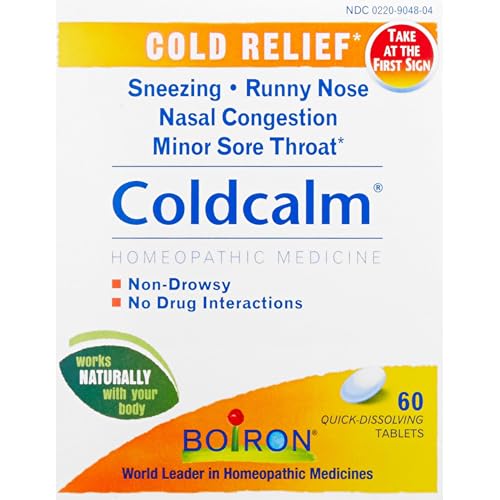 NDC 0220-9048-04
COLD RELIEF*
TAKE
AT THE
FIRST SIGN
Sneezing • Runny Nose
Nasal Congestion
Minor Sore Throat*
Coldcalm®
HOMEOPATHIC MEDICINE
Non-Drowsy
No Drug Interactions
works
NATURALLY
with your
body
60
QUICK-DISSOLVING
TABLETS
BOIRON®
World Leader in Homeopathic Medicines